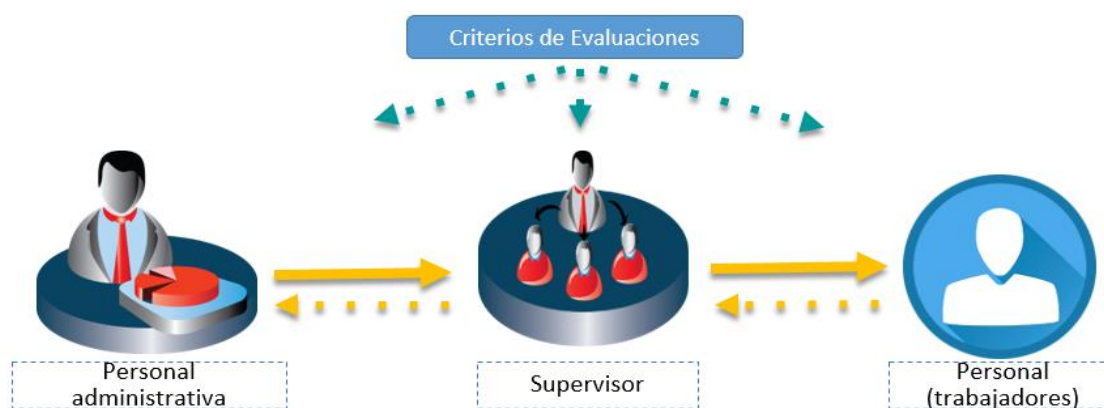 Criterios de Evaluaciones
Personal
administrativa
Supervisor
Personal
(trabajadores)